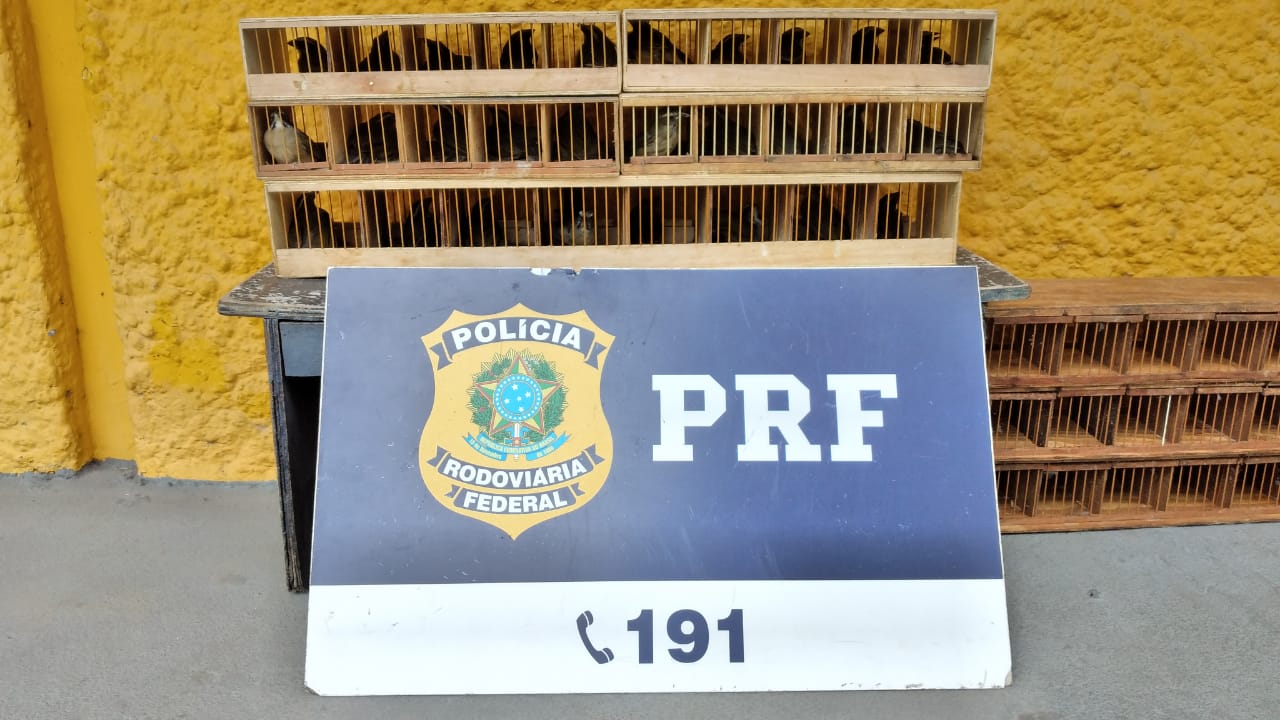 POLÍCIA
RODOVIÁRIA
FEDERAL
PRF
191